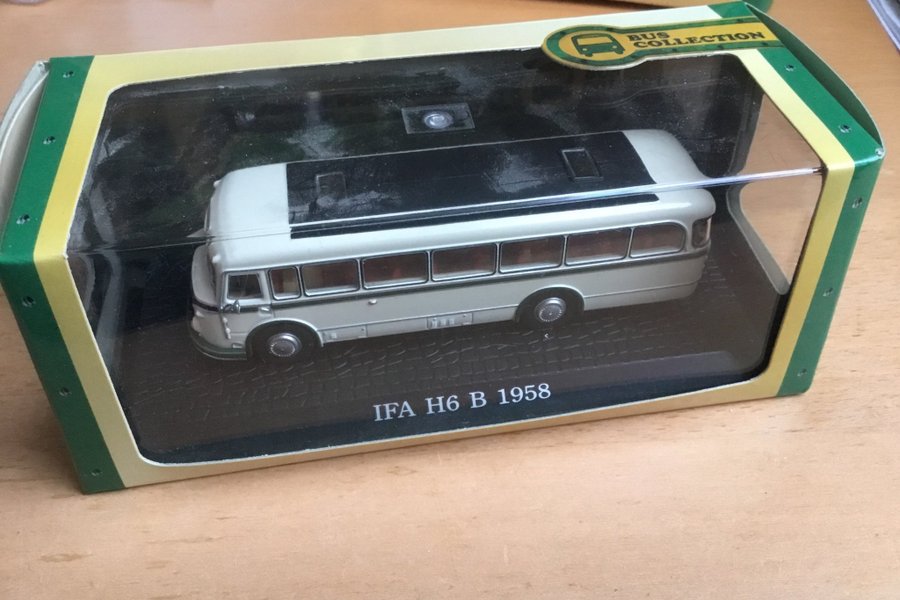 BUS
COLLECTION
IFA H6 B 1958